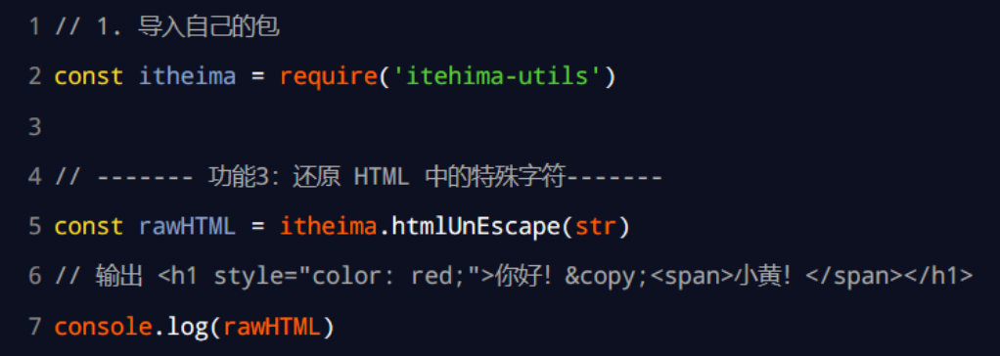 1 // 1. 导入自己的包
2 const itheima = require('itehima-utils')
3
4 // ------- 功能3：还原 HTML 中的特殊字符-------
5 const rawHTML = itheima.htmlUnEscape(str)
6 // 输出 <h1 style="color: red;">你好！&copy;<span>小黄！</span></h1>
7 console.log(rawHTML)